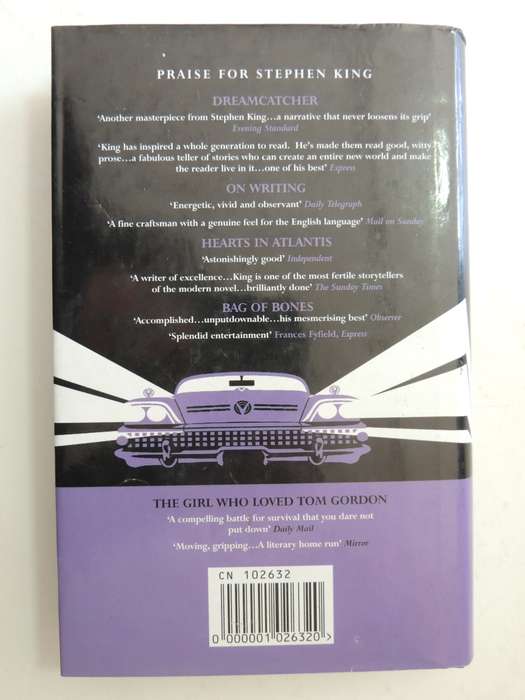 PRAISE FOR STEPHEN KING
DREAMCATCHER
‘Another masterpiece from Stephen King...a narrative that never loosens its grip’
Evening Standard
‘King has inspired a whole generation to read. He’s made them read good, witty
prose...a fabulous teller of stories who can create an entire new world and make
the reader live in it...one of his best’ Express
ON WRITING
‘Energetic, vivid and observant’ Daily Telegraph
‘A fine craftsman with a genuine feel for the English language’ Mail on Sunday
HEARTS IN ATLANTIS
‘Astonishingly good’ Independent
‘A writer of excellence...King is one of the most fertile storytellers
of the modern novel...brilliantly done’ The Sunday Times
BAG OF BONES
‘Accomplished...unputdownable...his mesmerising best’ Observer
‘Splendid entertainment’ Frances Fyfield, Express
THE GIRL WHO LOVED TOM GORDON
‘A compelling battle for survival that you dare not
put down’ Daily Mail
‘Moving, gripping...A literary home run’ Mirror
CN 102632
0 000001 026320 >